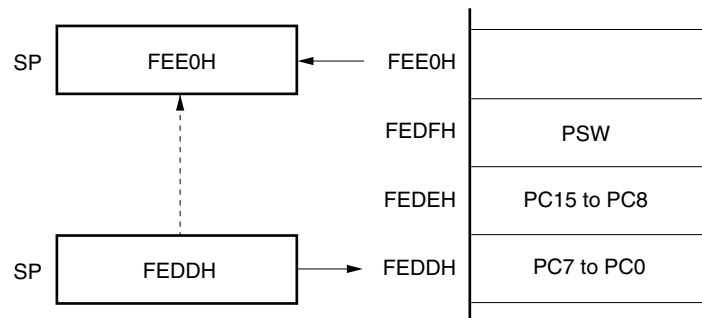 SP FEE0H FEE0H
FEDFH PSW
FEDEH PC15 to PC8
SP FEDDH FEDDH PC7 to PC0